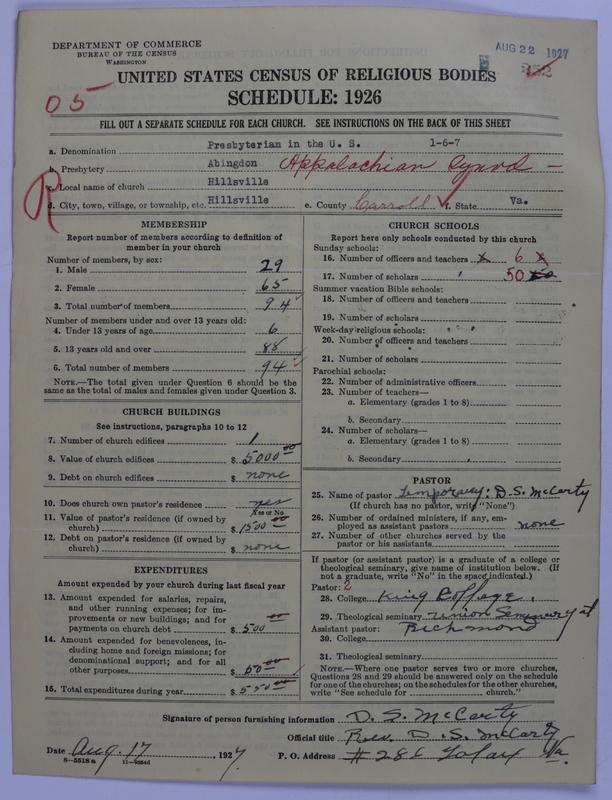 DEPARTMENT OF COMMERCE
BUREAU OF THE CENSUS
WASHINGTON
AUG 22 1927
UNITED STATES CENSUS OF RELIGIOUS BODIES
SCHEDULE: 1926
05
FILL OUT A SEPARATE SCHEDULE FOR EACH CHURCH. SEE INSTRUCTIONS ON THE BACK OF THIS SHEET
a. Denomination Presbyterian in the U. S. 1-6-7
b. Presbytery Abingdon Appalachian Synod —
c. Local name of church Hillsville
d. City, town, village, or township, etc. Hillsville e. County Carroll f. State Va.
R
MEMBERSHIP
Report number of members according to definition of
member in your church
Number of members, by sex:
1. Male 29
2. Female 65
3. Total number of members 94
Number of members under and over 13 years old:
4. Under 13 years of age 6
5. 13 years old and over 88
6. Total number of members 94
NOTE.—The total given under Question 6 should be the
same as the total of males and females given under Question 3.
CHURCH BUILDINGS
See instructions, paragraphs 10 to 12
7. Number of church edifices 1
8. Value of church edifices $ 5000 00
9. Debt on church edifices $ none
10. Does church own pastor's residence yes
Yes or No
11. Value of pastor's residence (if owned by
church) $ 1500 00
12. Debt on pastor's residence (if owned by
church) $ none
EXPENDITURES
Amount expended by your church during last fiscal year
13. Amount expended for salaries, repairs,
and other running expenses; for im-
provements or new buildings; and for
payments on church debt $ 500 00
14. Amount expended for benevolences, in-
cluding home and foreign missions; for
denominational support; and for all
other purposes $ 50 00
15. Total expenditures during year $ 550 00
CHURCH SCHOOLS
Report here only schools conducted by this church
Sunday schools:
16. Number of officers and teachers x 6
17. Number of scholars 50
Summer vacation Bible schools:
18. Number of officers and teachers
19. Number of scholars
Week-day religious schools:
20. Number of officers and teachers
21. Number of scholars
Parochial schools:
22. Number of administrative officers
23. Number of teachers—
a. Elementary (grades 1 to 8)
b. Secondary
24. Number of scholars—
a. Elementary (grades 1 to 8)
b. Secondary
PASTOR
25. Name of pastor temporary: D. S. McCarty
(If church has no pastor, write "None")
26. Number of ordained ministers, if any, em-
ployed as assistant pastors none
27. Number of other churches served by the
pastor or his assistants
If pastor (or assistant pastor) is a graduate of a college or
theological seminary, give name of institution below. (If
not a graduate, write "No" in the space indicated.)
Pastor: 2
28. College King College.
29. Theological seminary Union Seminary at
Assistant pastor: Richmond
30. College
31. Theological seminary
NOTE.—Where one pastor serves two or more churches,
Questions 28 and 29 should be answered only on the schedule
for one of the churches; on the schedules for the other churches,
write "See schedule for church."
Signature of person furnishing information D. S. McCarty
Official title Rev. D. S. McCarty
Date Aug. 17, 1927. P. O. Address # 286 Galax Va.
8—5518 a